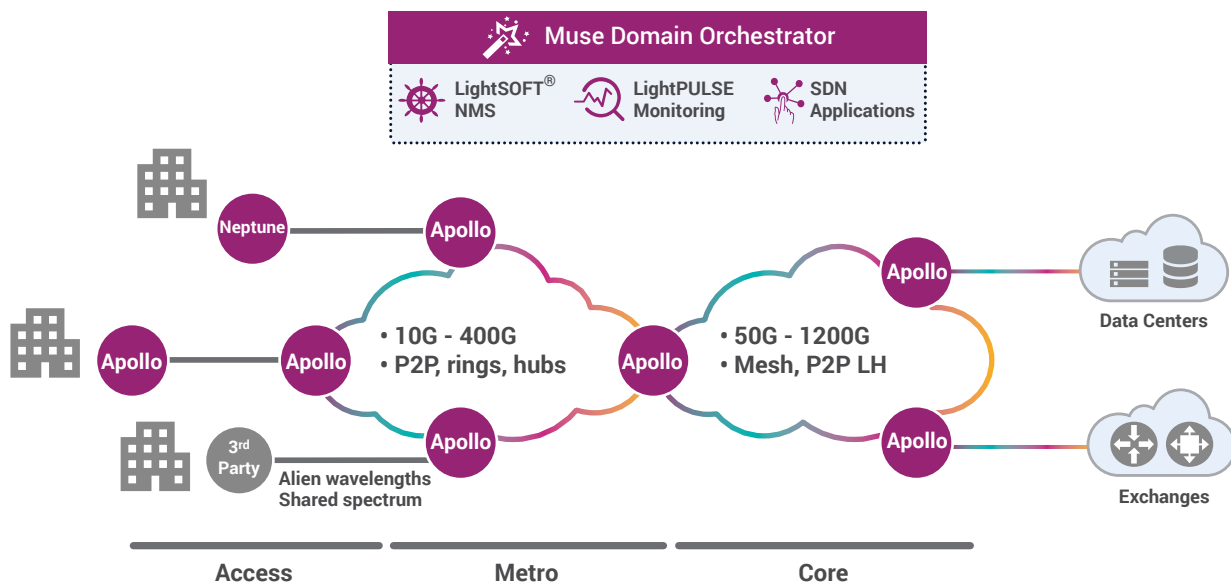 Muse Domain Orchestrator
LightSOFT®
NMS
LightPULSE
Monitoring
SDN
Applications
Neptune
Apollo
Apollo
Data Centers
• 10G - 400G
• P2P, rings, hubs
• 50G - 1200G
• Mesh, P2P LH
Apollo
Apollo
Apollo
Apollo
Apollo
3rd
Party
Alien wavelengths
Shared spectrum
Exchanges
Access
Metro
Core